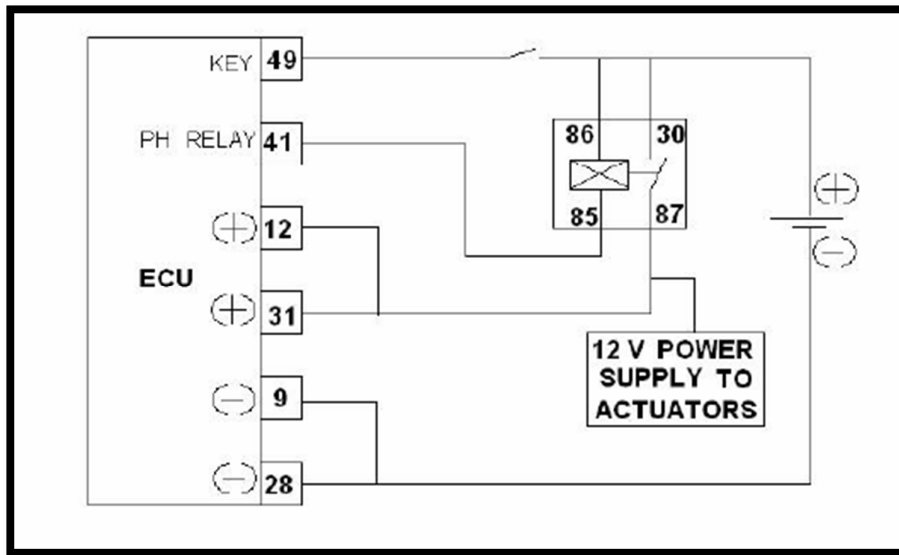 KEY 49
PH RELAY 41
(+) 12
ECU
(+) 31
(−) 9
(−) 28
86 30
85 87
(+)
(−)
12 V POWER
SUPPLY TO
ACTUATORS